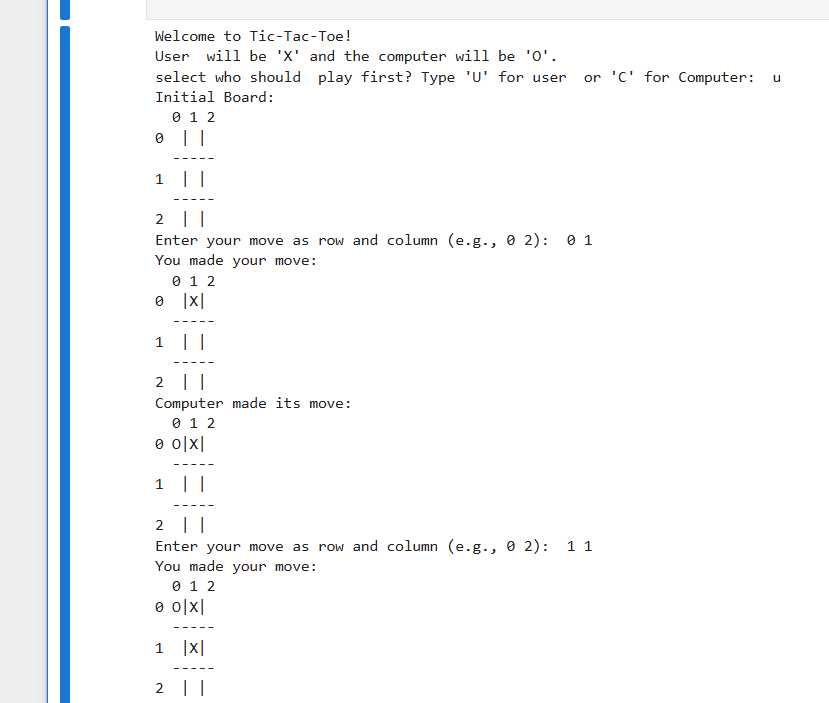 Welcome to Tic-Tac-Toe!
User  will be 'X' and the computer will be 'O'.
select who should  play first? Type 'U' for user  or 'C' for Computer:  u
Initial Board:
  0 1 2
0  | |
  -----
1  | |
  -----
2  | |
Enter your move as row and column (e.g., 0 2):  0 1
You made your move:
  0 1 2
0  |X|
  -----
1  | |
  -----
2  | |
Computer made its move:
  0 1 2
0 O|X|
  -----
1  | |
  -----
2  | |
Enter your move as row and column (e.g., 0 2):  1 1
You made your move:
  0 1 2
0 O|X|
  -----
1  |X|
  -----
2  | |